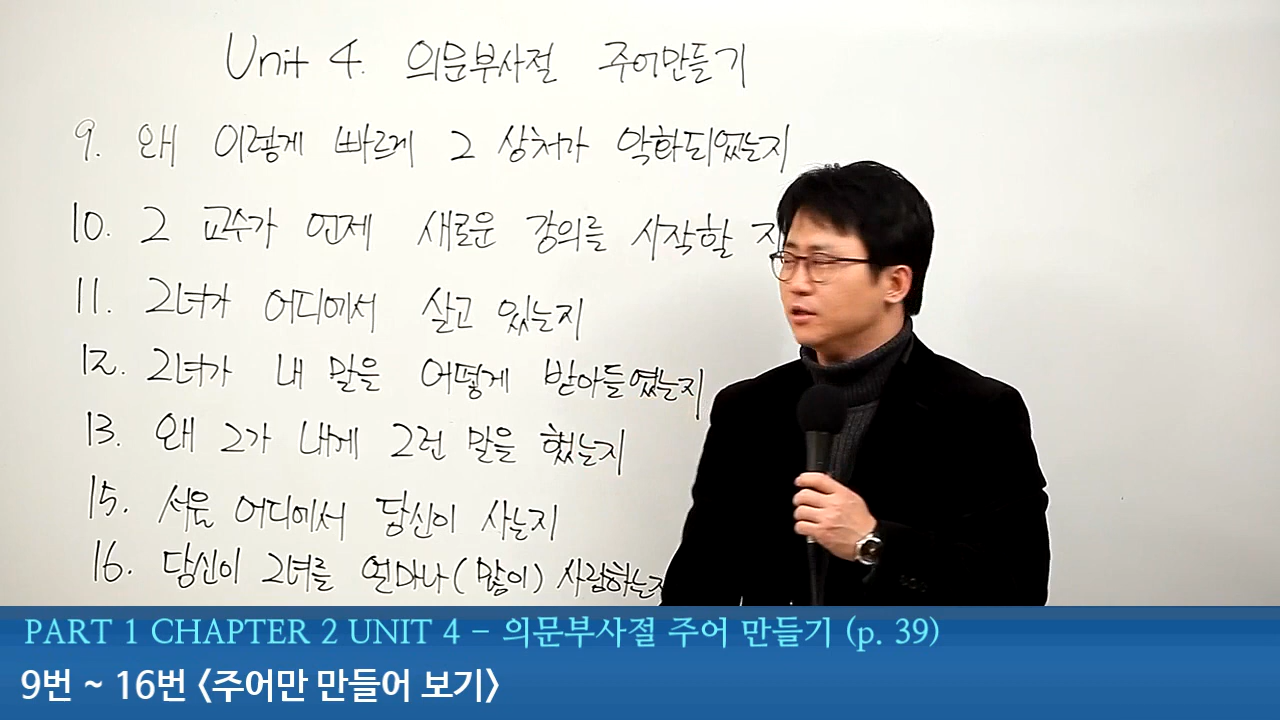 Unit 4. 의문부사절 주어만들기
9. 왜 이렇게 빠르게 그 상처가 악화되었는지
10. 그 교수가 언제 새로운 강의를 시작할 지
11. 그녀가 어디에서 살고 있는지
12. 그녀가 내 말을 어떻게 받아들였는지
13. 왜 그가 내게 그런 말을 했는지
15. 서울 어디에서 당신이 사는지
16. 당신이 그녀를 얼마나(많이) 사랑하는지
PART 1 CHAPTER 2 UNIT 4 – 의문부사절 주어 만들기 (p. 39)
9번 ~ 16번 <주어만 만들어 보기>